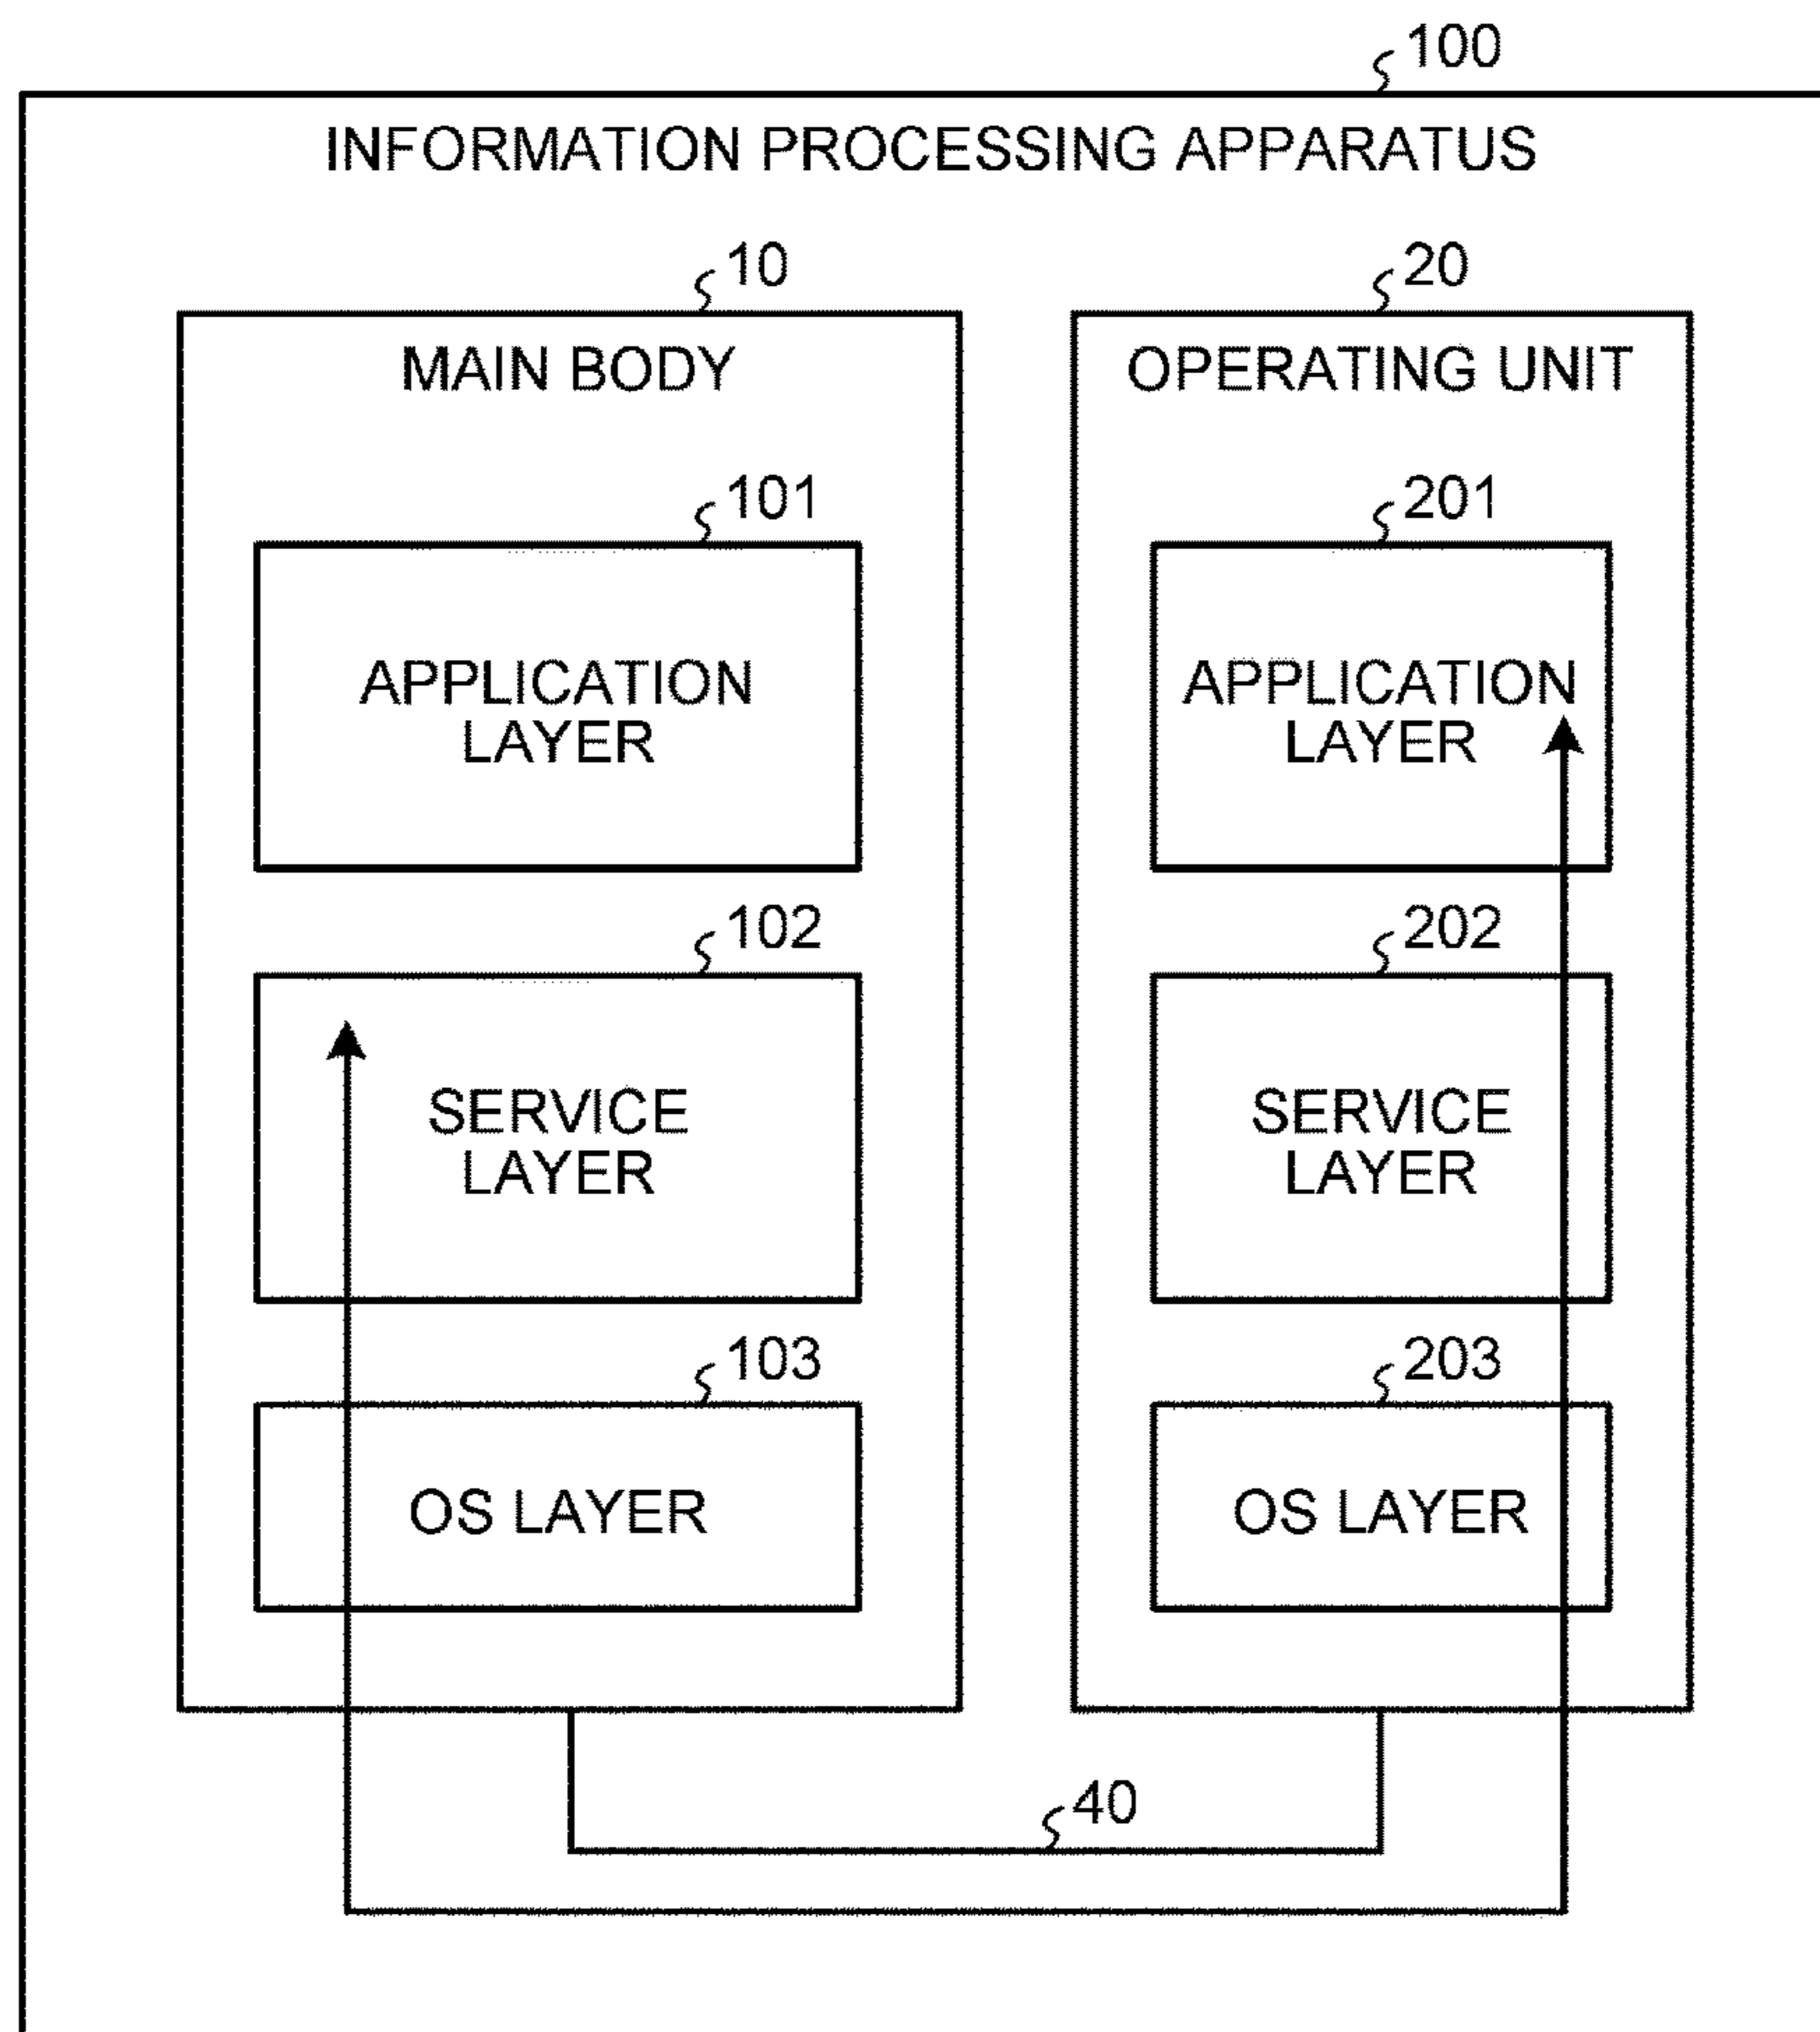 100
INFORMATION PROCESSING APPARATUS
10
MAIN BODY
101
APPLICATION
LAYER
102
SERVICE
LAYER
103
OS LAYER
20
OPERATING UNIT
201
APPLICATION
LAYER
202
SERVICE
LAYER
203
OS LAYER
40